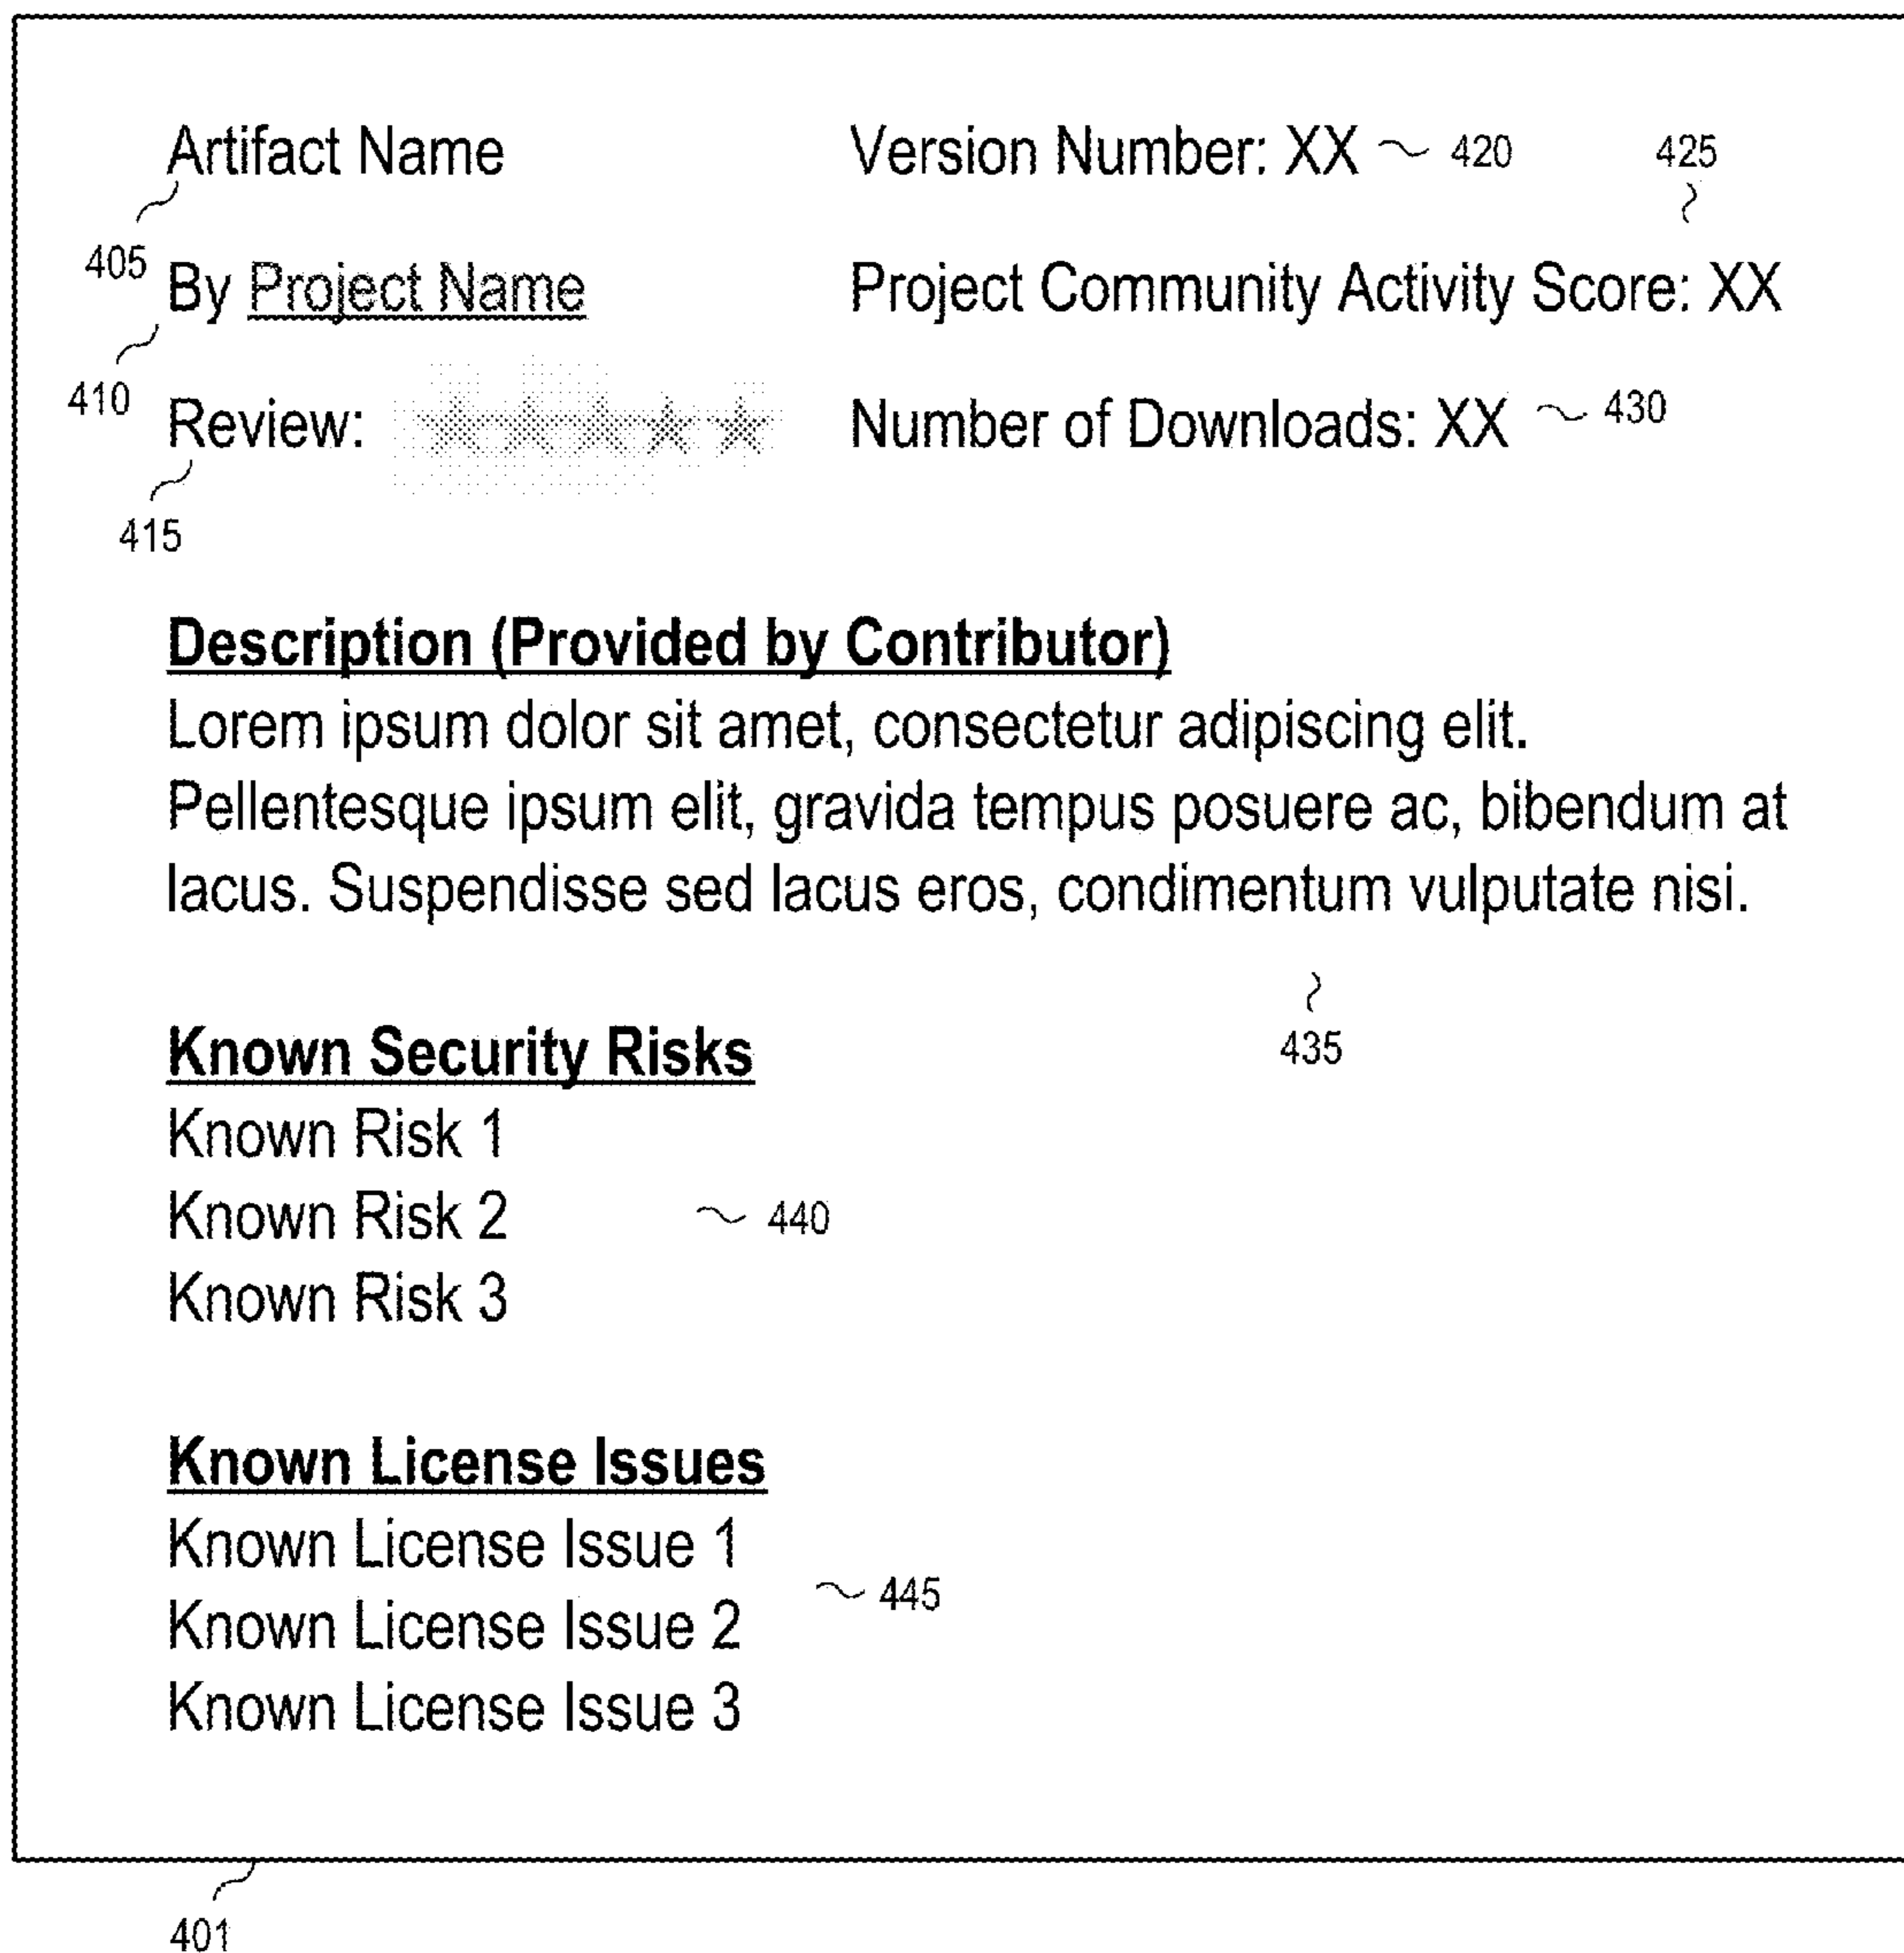 Artifact Name Version Number: XX 420 425
405
By Project Name Project Community Activity Score: XX
410
Review: Number of Downloads: XX 430
415
Description (Provided by Contributor)
Lorem ipsum dolor sit amet, consectetur adipiscing elit.
Pellentesque ipsum elit, gravida tempus posuere ac, bibendum at
lacus. Suspendisse sed lacus eros, condimentum vulputate nisi.
435
Known Security Risks
Known Risk 1
Known Risk 2 440
Known Risk 3
Known License Issues
Known License Issue 1
445
Known License Issue 2
Known License Issue 3
401